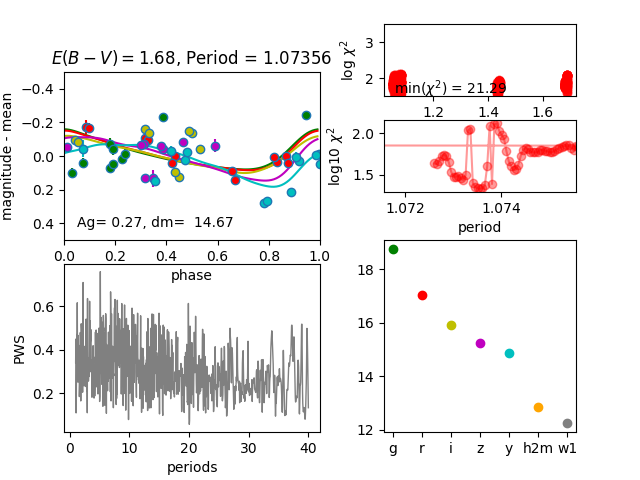 E(B − V) = 1.68, Period = 1.07356
magnitude - mean
−0.4
−0.2
0.0
0.2
0.4
Ag= 0.27, dm=  14.67
0.0 0.2 0.4 0.6 0.8 1.0
phase
log χ²
3
2
min(χ²) = 21.29
1.2 1.4 1.6
log10 χ²
2.0
1.5
1.072 1.074
period
PWS
0.6
0.4
0.2
0 10 20 30 40
periods
18
16
14
12
g r i z y h2m w1